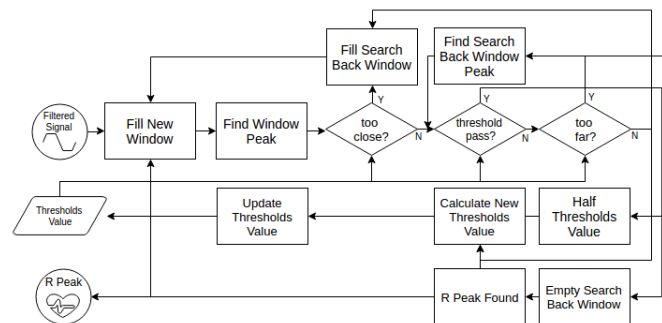 Fill Search
Back Window
Find Search
Back Window
Peak
Filtered
Signal
Fill New
Window
Find Window
Peak
too
close?
Y
N
threshold
pass?
Y
N
too
far?
Y
N
Thresholds
Value
Update
Thresholds
Value
Calculate New
Thresholds
Value
Half
Thresholds
Value
R Peak
R Peak Found
Empty Search
Back Window